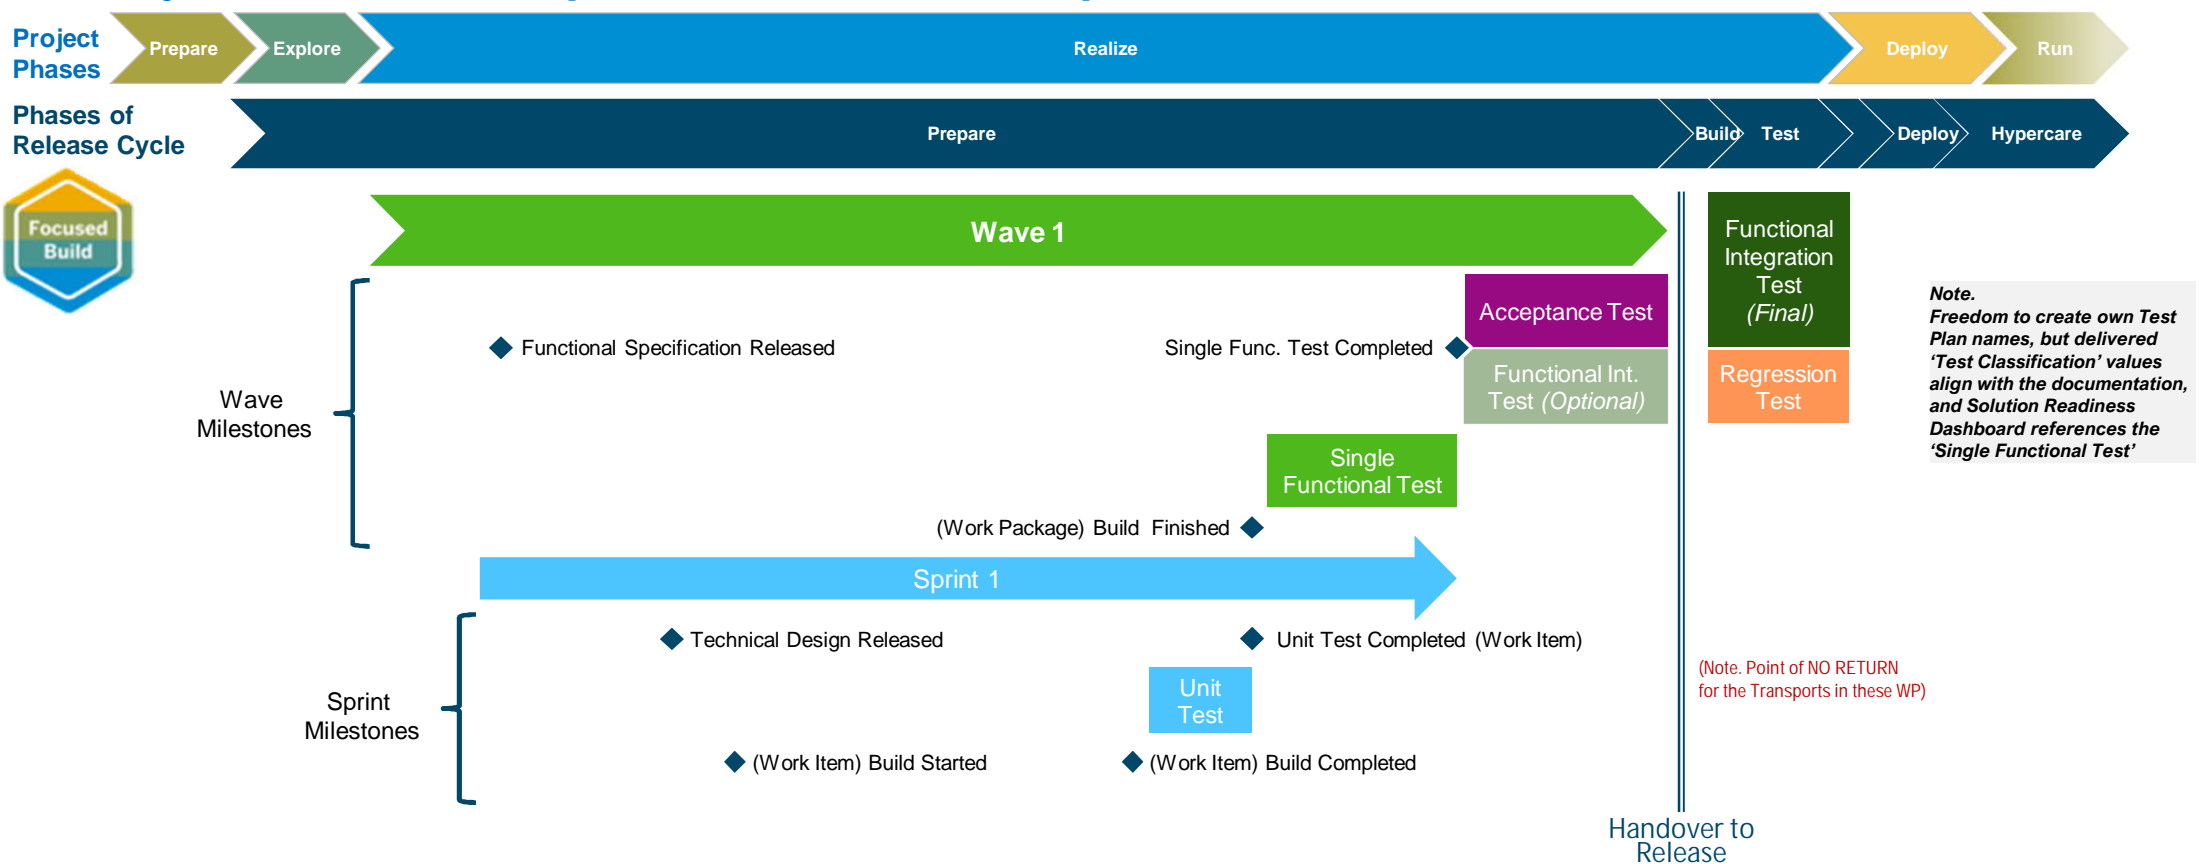 Project
Phases
Prepare
Explore
Realize
Deploy
Run
Phases of
Release Cycle
Prepare
Build
Test
Deploy
Hypercare
Focused
Build
Wave 1
Functional
Integration
Test
(Final)
Acceptance Test
Note.
Freedom to create own Test
Plan names, but delivered
‘Test Classification’ values
align with the documentation,
and Solution Readiness
Dashboard references the
‘Single Functional Test’
Functional Specification Released
Single Func. Test Completed
Functional Int.
Test (Optional)
Regression
Test
Wave
Milestones
Single
Functional Test
(Work Package) Build Finished
Sprint 1
Technical Design Released
Unit Test Completed (Work Item)
(Note. Point of NO RETURN
for the Transports in these WP)
Unit
Test
Sprint
Milestones
(Work Item) Build Started
(Work Item) Build Completed
Handover to
Release